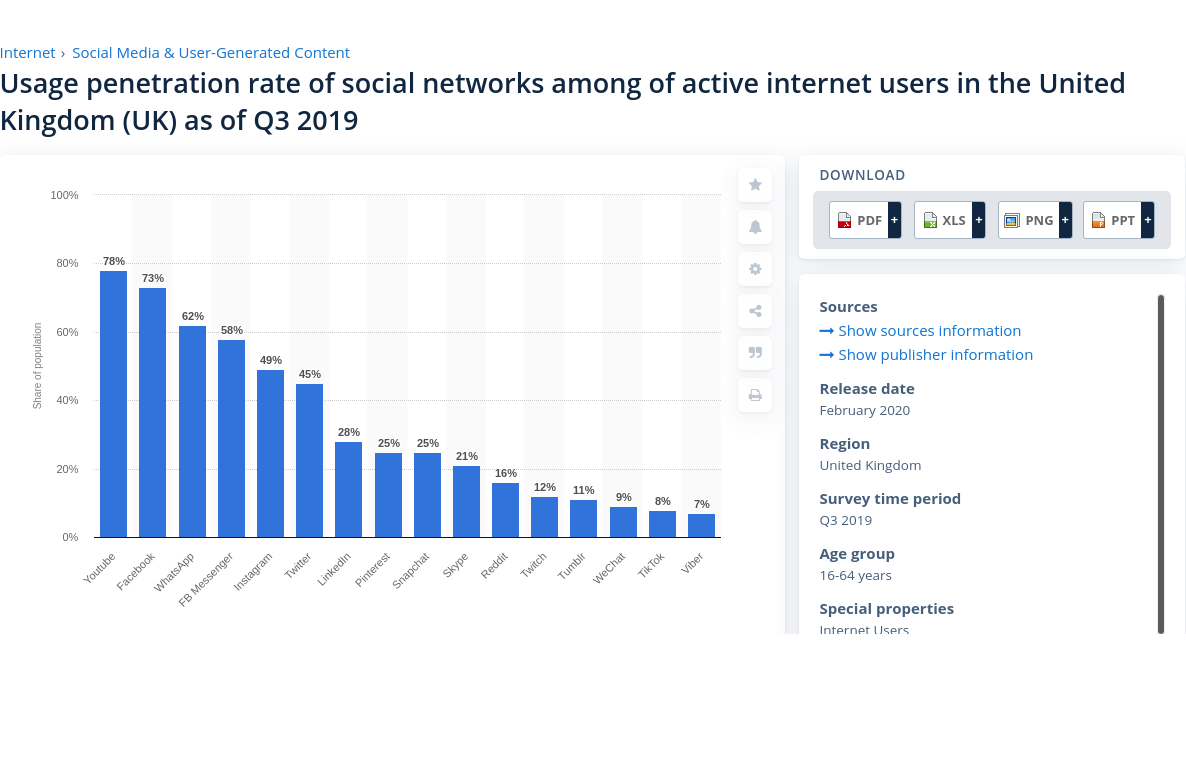 Internet › Social Media & User-Generated Content
Usage penetration rate of social networks among of active internet users in the United
Kingdom (UK) as of Q3 2019
Share of population
100%
80%
60%
40%
20%
0%
78%
73%
62%
58%
49%
45%
28%
25%
25%
21%
16%
12%
11%
9%
8%
7%
Youtube
Facebook
WhatsApp
FB Messenger
Instagram
Twitter
LinkedIn
Pinterest
Snapchat
Skype
Reddit
Twitch
Tumblr
WeChat
TikTok
Viber
DOWNLOAD
PDF + XLS + PNG + PPT +
Sources
Show sources information
Show publisher information
Release date
February 2020
Region
United Kingdom
Survey time period
Q3 2019
Age group
16-64 years
Special properties
Internet Users